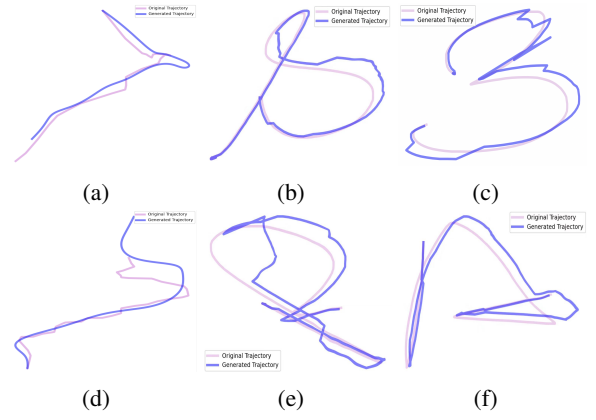 Original Trajectory
Generated Trajectory
Original Trajectory
Generated Trajectory
Original Trajectory
Generated Trajectory
(a)
(b)
(c)
Original Trajectory
Generated Trajectory
Original Trajectory
Generated Trajectory
Original Trajectory
Generated Trajectory
(d)
(e)
(f)